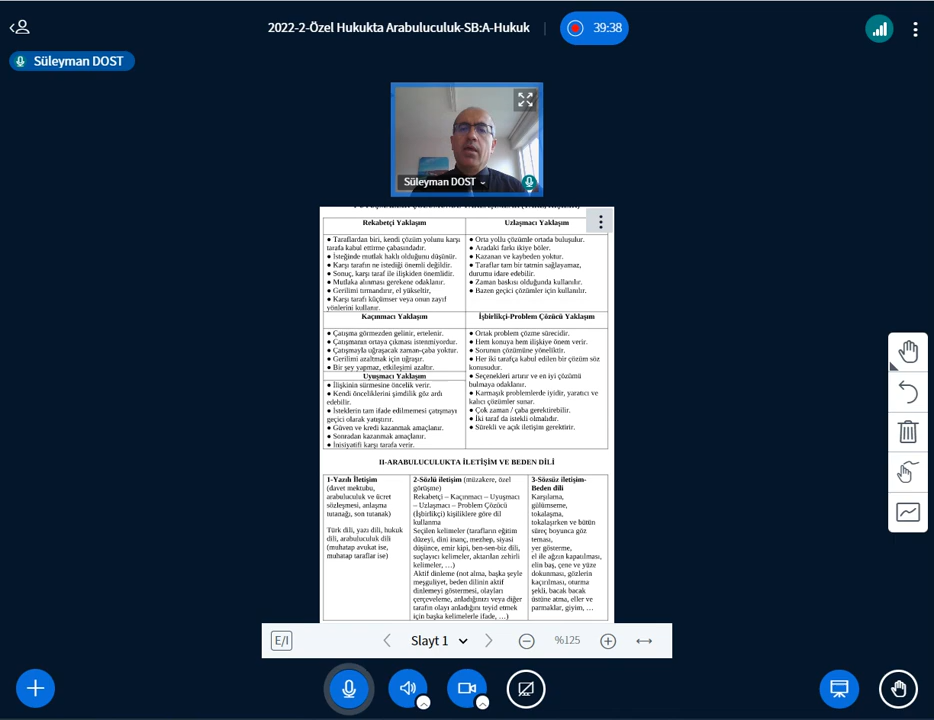 2022-2-Özel Hukukta Arabuluculuk-SB:A-Hukuk
39:38
Süleyman DOST
Süleyman DOST
Rekabetçi Yaklaşım
● Taraflardan biri, kendi çözüm yolunu karşı
tarafa kabul ettirme çabasındadır.
● İsteğinde mutlak haklı olduğunu düşünür.
● Karşı tarafın ne istediği önemli değildir.
● Sonuç, karşı taraf ile ilişkiden önemlidir.
● Mutlaka alınması gerekene odaklanır.
● Gerilimi tırmandırır, el yükseltir,
● Karşı tarafı küçümser veya onun zayıf
yönlerini kullanır.
Uzlaşmacı Yaklaşım
● Orta yollu çözümle ortada buluşulur.
● Aradaki farkı ikiye böler.
● Kazanan ve kaybeden yoktur.
● Taraflar tam bir tatmin sağlayamaz,
durumu idare edebilir.
● Zaman baskısı olduğunda kullanılır.
● Bazen geçici çözümler için kullanılır.
Kaçınmacı Yaklaşım
● Çatışma görmezden gelinir, ertelenir.
● Çatışmanın ortaya çıkması istenmiyordur.
● Çatışmayla uğraşacak zaman-çaba yoktur.
● Gerilimi azaltmak için uğraşır.
● Bir şey yapmaz, etkileşimi azaltır.
Uyuşmacı Yaklaşım
● İlişkinin sürmesine öncelik verir.
● Kendi önceliklerini şimdilik göz ardı
edebilir.
● İsteklerin tam ifade edilmemesi çatışmayı
geçici olarak yatıştırır.
● Güven ve kredi kazanmak amaçlanır.
● Sonradan kazanmak amaçlanır.
● İnisiyatifi karşı tarafa verir.
İşbirlikçi-Problem Çözücü Yaklaşım
● Ortak problem çözme sürecidir.
● Hem konuya hem ilişkiye önem verir.
● Sorunun çözümüne yöneliktir.
● Her iki tarafça kabul edilen bir çözüm söz
konusudur.
● Seçenekleri artırır ve en iyi çözümü
bulmaya odaklanır.
● Karmaşık problemlerde iyidir, yaratıcı ve
kalıcı çözümler sunar.
● Çok zaman / çaba gerektirebilir.
● İki taraf da istekli olmalıdır.
● Sürekli ve açık iletişim gerektirir.
II-ARABULUCULUKTA İLETİŞİM VE BEDEN DİLİ
1-Yazılı İletişim
(davet mektubu,
arabuluculuk ve ücret
sözleşmesi, anlaşma
tutanağı, son tutanak)
Türk dili, yazı dili, hukuk
dili, arabuluculuk dili
(muhatap avukat ise,
muhatap taraflar ise)
2-Sözlü iletişim (müzakere, özel
görüşme)
Rekabetçi – Kaçınmacı – Uyuşmacı
– Uzlaşmacı – Problem Çözücü
(İşbirlikçi) kişiliklere göre dil
kullanma
Seçilen kelimeler (tarafların eğitim
düzeyi, dini inanç, mezhep, siyasi
düşünce, emir kipi, ben-sen-biz dili,
suçlayıcı kelimeler, aktarılan zehirli
kelimeler, …)
Aktif dinleme (not alma, başka şeyle
meşguliyet, beden dilinin aktif
dinlemeyi göstermesi, olayları
çerçeveleme, anladığınızı veya diğer
tarafın olayı anladığını teyid etmek
için başka kelimelerle ifade, …)
3-Sözsüz iletişim-
Beden dili
Karşılama,
gülümseme,
tokalaşma,
tokalaşırken ve bütün
süreç boyunca göz
teması,
yer gösterme,
el ile ağzın kapatılması,
elin baş, çene ve yüze
dokunması, gözlerin
kaçırılması, oturma
şekli, bacak bacak
üstüne atma, eller ve
parmaklar, giyim, …
E/I
Slayt 1
%125